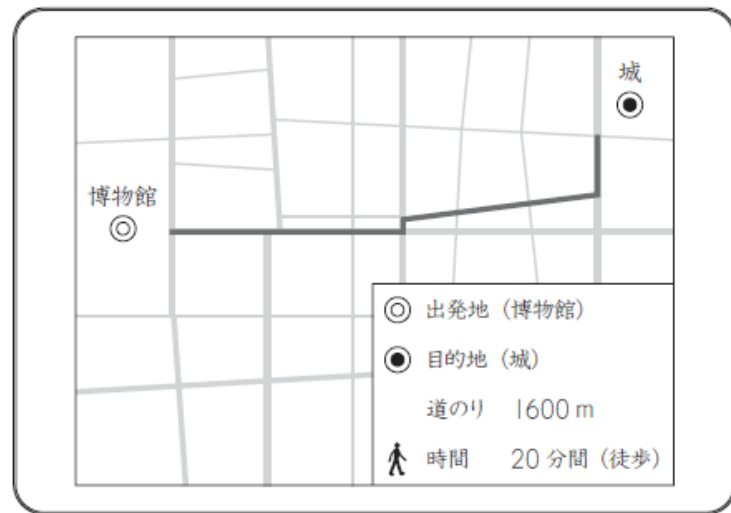 城
博物館
出発地（博物館）
目的地（城）
道のり 1600 m
時間 20 分間（徒歩）